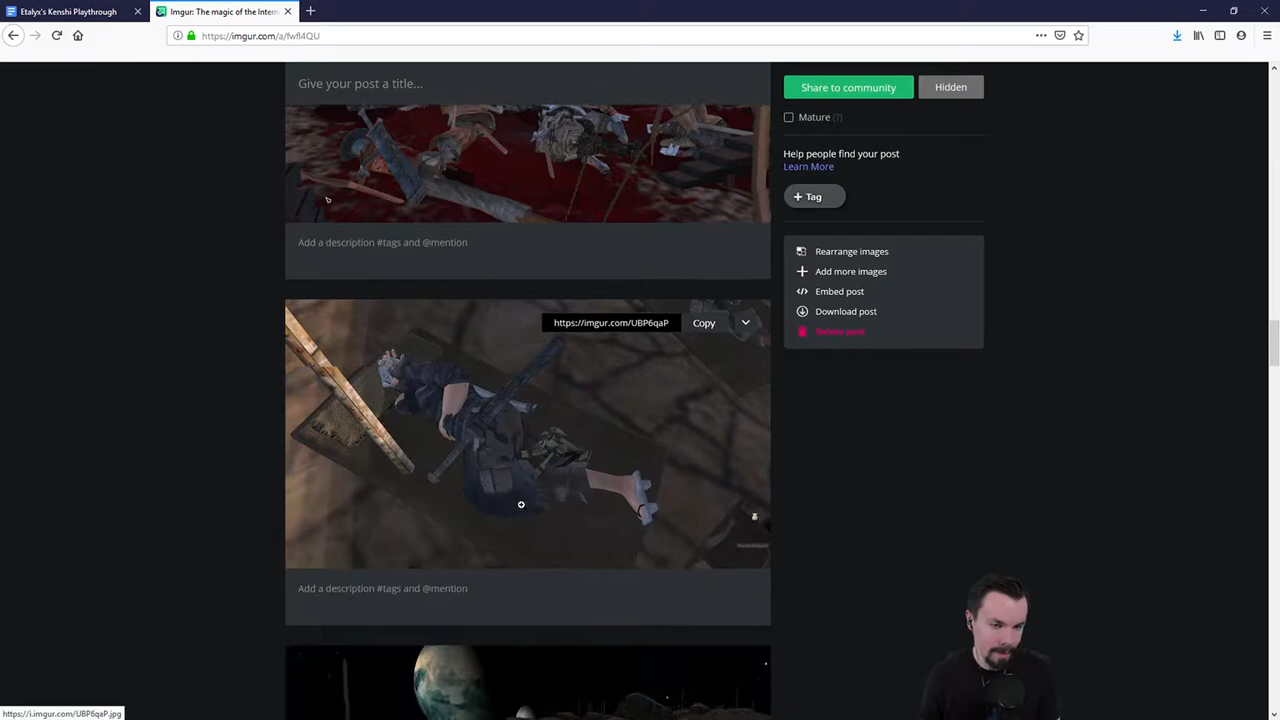 Etalyx's Kenshi Playthrough
Imgur: The magic of the Intern
https://imgur.com/a/fwfl4QU
Give your post a title...
Share to community
Hidden
Mature (?)
Help people find your post
Learn More
+ Tag
Add a description #tags and @mention
Rearrange images
Add more images
Embed post
Download post
Delete post
https://imgur.com/UBP6qaP
Copy
Add a description #tags and @mention
https://i.imgur.com/UBP6qaP.jpg